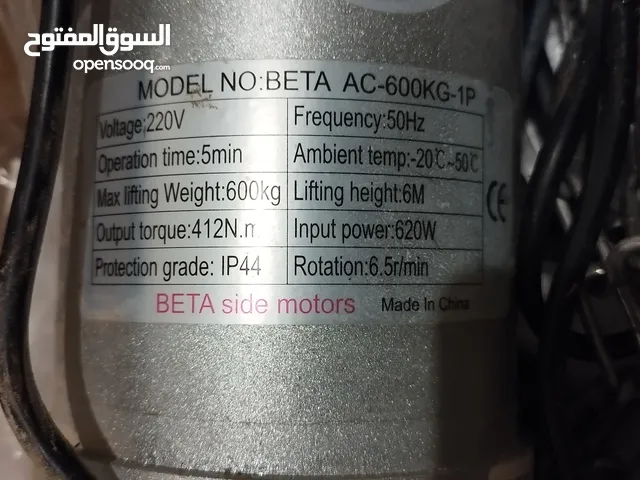 السوق المفتوح
opensooq.com
MODEL NO:BETA AC-600KG-1P
Voltage:220V Frequency:50Hz
Operation time:5min Ambient temp:-20℃~50℃
Max lifting Weight:600kg Lifting height:6M
Output torque:412N.m Input power:620W
Protection grade: IP44 Rotation:6.5r/min
CE
BETA side motors Made In China